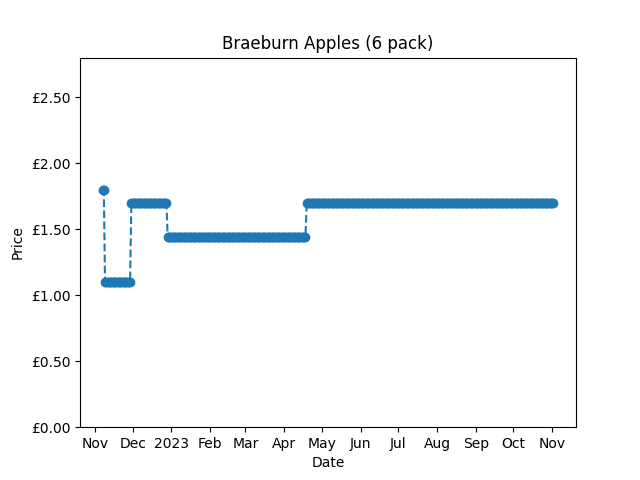 Braeburn Apples (6 pack)
£2.50
£2.00
£1.50
£1.00
£0.50
£0.00
Price
Nov Dec 2023 Feb Mar Apr May Jun Jul Aug Sep Oct Nov
Date